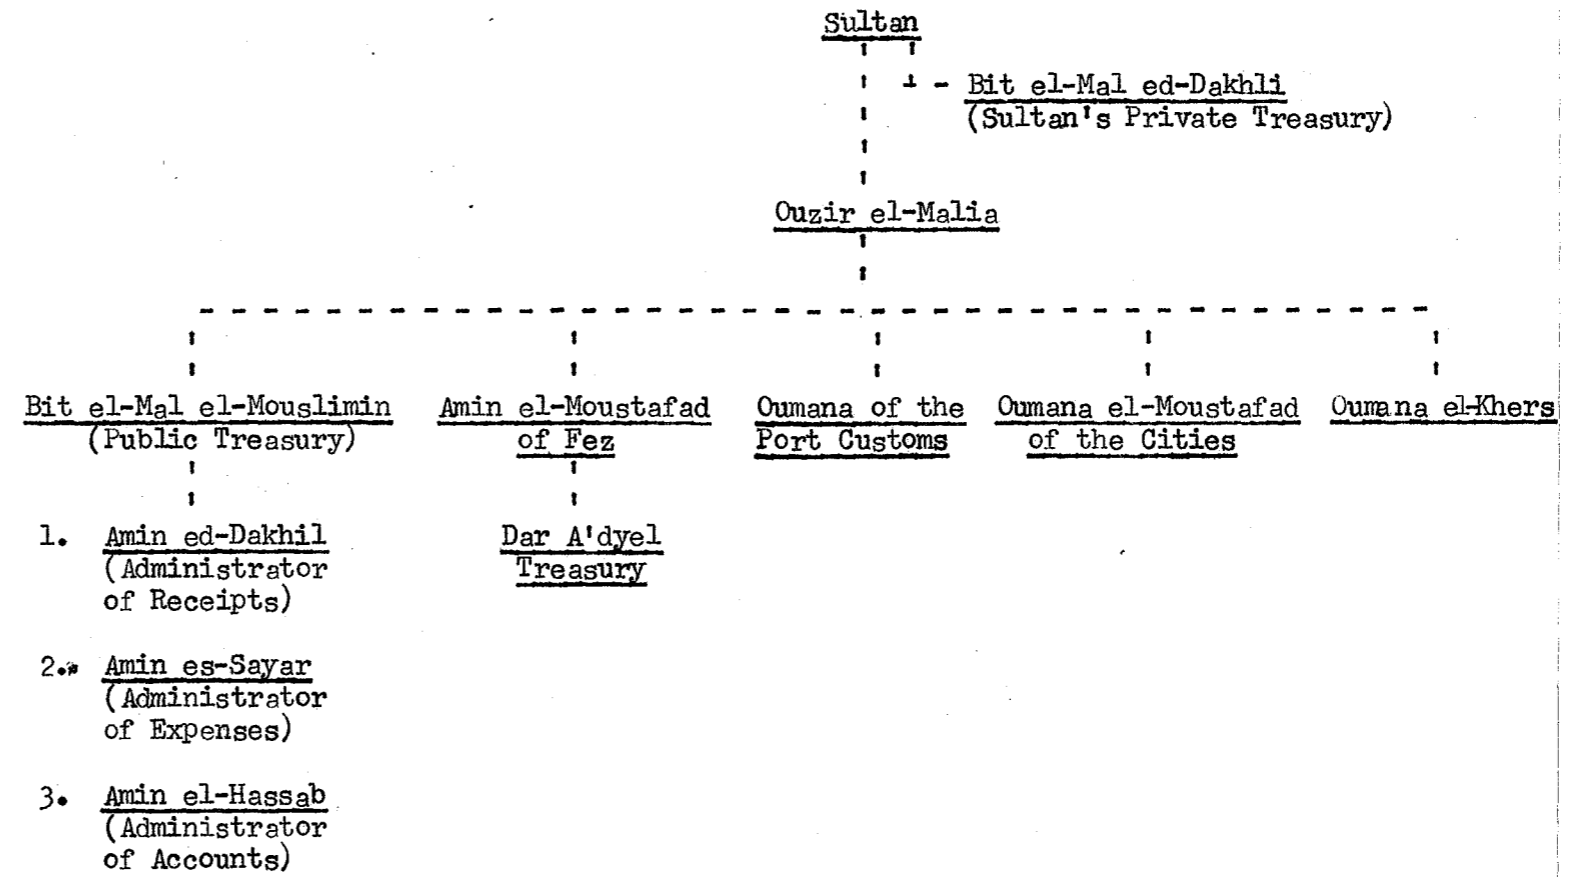 Sultan
Bit el-Mal ed-Dakhli
(Sultan's Private Treasury)
Ouzir el-Malia
Bit el-Mal el-Mouslimin
(Public Treasury)
Amin el-Moustafad
of Fez
Oumana of the
Port Customs
Oumana el-Moustafad
of the Cities
Oumana el-Khers
1. Amin ed-Dakhil
(Administrator
of Receipts)
Dar A'dyel
Treasury
2. Amin es-Sayar
(Administrator
of Expenses)
3. Amin el-Hassab
(Administrator
of Accounts)